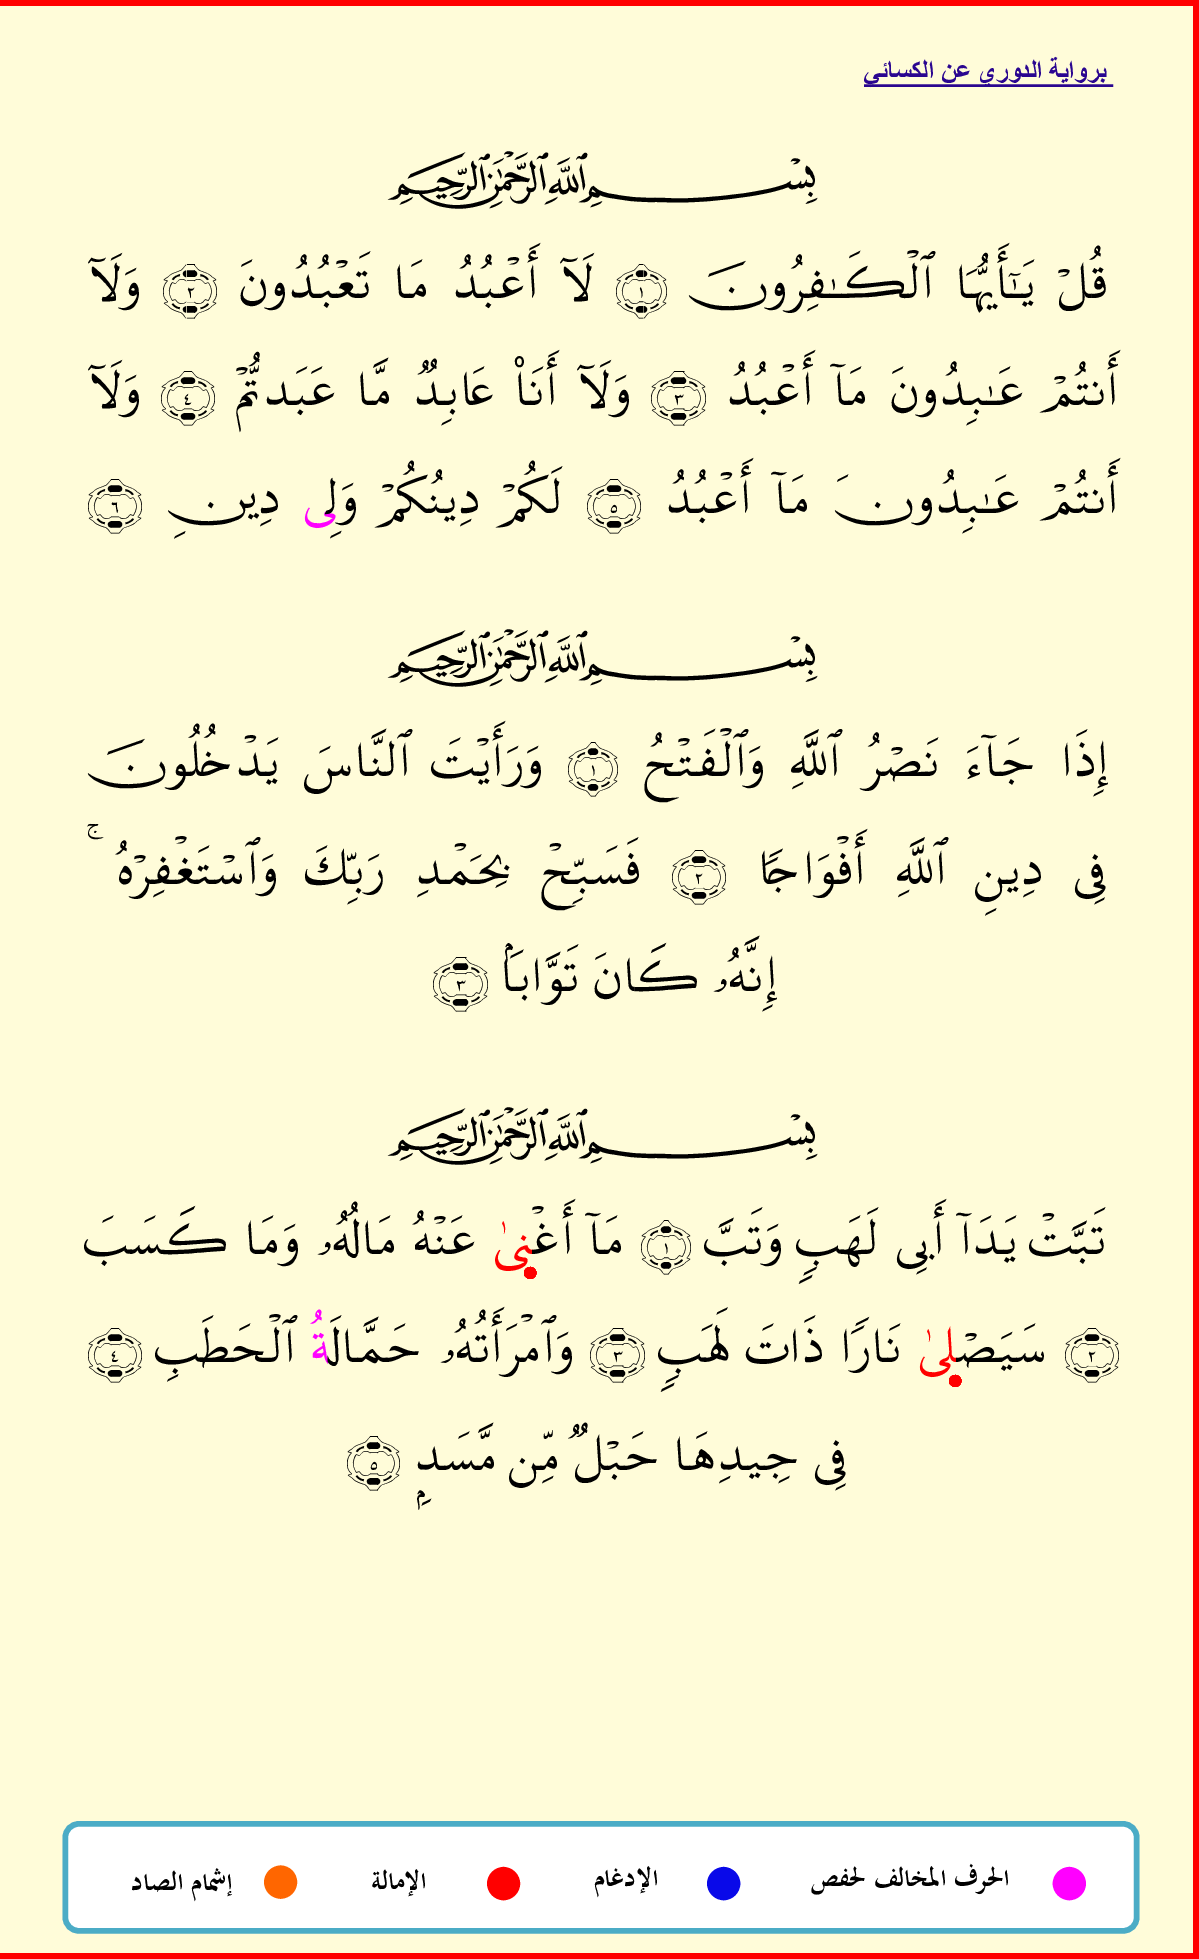 برواية الدوري عن الكسائي
بِسْمِ ٱللَّهِ ٱلرَّحْمَٰنِ ٱلرَّحِيمِ
قُلْ يَٰٓأَيُّهَا ٱلْكَٰفِرُونَ ١ لَآ أَعْبُدُ مَا تَعْبُدُونَ ٢ وَلَآ
أَنتُمْ عَٰبِدُونَ مَآ أَعْبُدُ ٣ وَلَآ أَنَا۠ عَابِدٌ مَّا عَبَدتُّمْ ٤ وَلَآ
أَنتُمْ عَٰبِدُونَ مَآ أَعْبُدُ ٥ لَكُمْ دِينُكُمْ وَلِى دِينِ ٦
بِسْمِ ٱللَّهِ ٱلرَّحْمَٰنِ ٱلرَّحِيمِ
إِذَا جَآءَ نَصْرُ ٱللَّهِ وَٱلْفَتْحُ ١ وَرَأَيْتَ ٱلنَّاسَ يَدْخُلُونَ
فِى دِينِ ٱللَّهِ أَفْوَاجًا ٢ فَسَبِّحْ بِحَمْدِ رَبِّكَ وَٱسْتَغْفِرْهُ ۚ
إِنَّهُۥ كَانَ تَوَّابَۢا ٣
بِسْمِ ٱللَّهِ ٱلرَّحْمَٰنِ ٱلرَّحِيمِ
تَبَّتْ يَدَآ أَبِى لَهَبٍ وَتَبَّ ١ مَآ أَغْنىٰ عَنْهُ مَالُهُۥ وَمَا كَسَبَ
٢ سَيَصْلىٰ نَارًا ذَاتَ لَهَبٍ ٣ وَٱمْرَأَتُهُۥ حَمَّالَةُ ٱلْحَطَبِ ٤
فِى جِيدِهَا حَبْلٌ مِّن مَّسَدِۭ ٥
الحرف المخالف لحفص الإدغام الإمالة إشمام الصاد